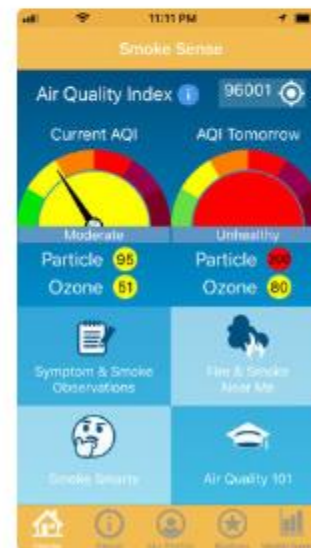 11:11 PM
Smoke Sense
Air Quality Index i 96001
Current AQI AQI Tomorrow
Moderate Unhealthy
Particle 95 Particle
Ozone 51 Ozone 80
Symptom & Smoke Fire & Smoke
Observations Near Me
Smoke Smarts Air Quality 101